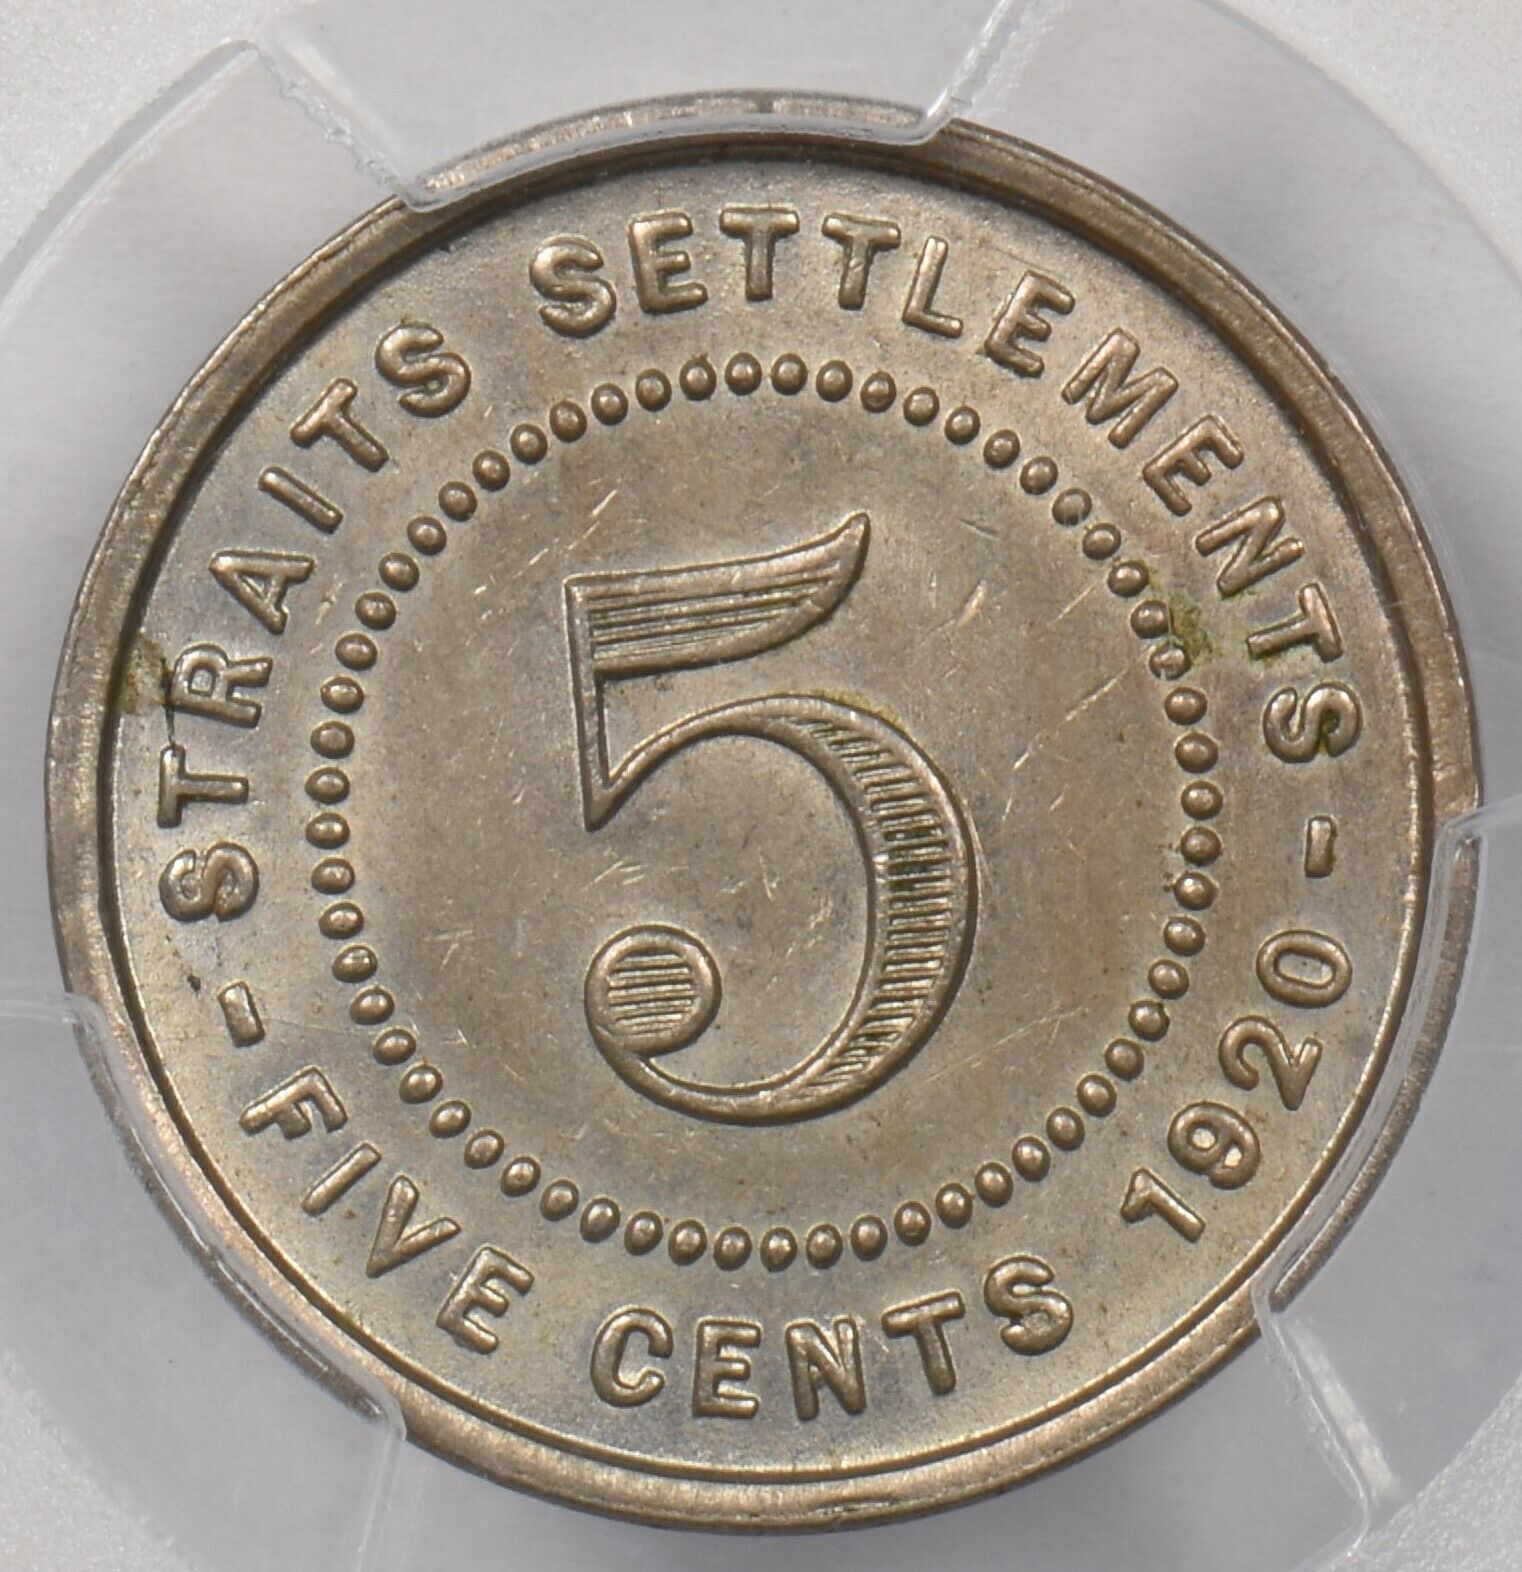 STRAITS SETTLEMENTS
5
- FIVE CENTS 1920 -